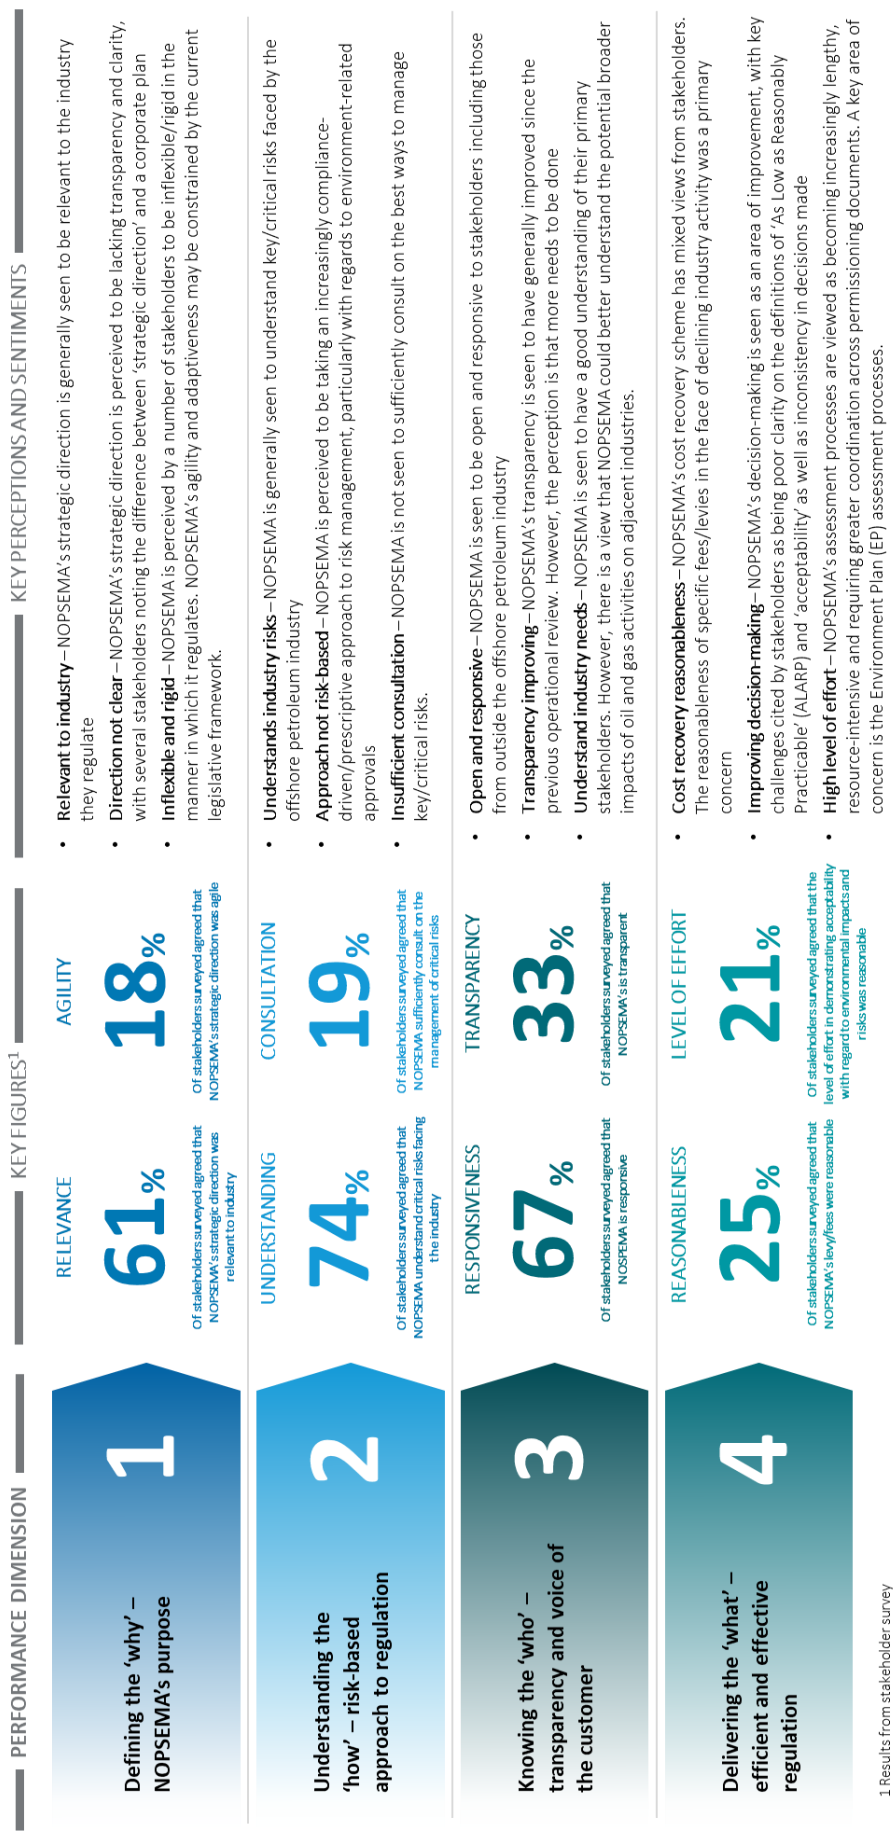 PERFORMANCE DIMENSION
KEY FIGURES1
KEY PERCEPTIONS AND SENTIMENTS
Defining the ‘why’ –
NOPSEMA’s purpose
1
RELEVANCE
61%
Of stakeholders surveyed agreed that
NOPSEMA’s strategic direction was
relevant to industry
AGILITY
18%
Of stakeholders surveyed agreed that
NOPSEMA’s strategic direction was agile
• Relevant to industry – NOPSEMA’s strategic direction is generally seen to be relevant to the industry
they regulate
• Direction not clear – NOPSEMA’s strategic direction is perceived to be lacking transparency and clarity,
with several stakeholders noting the difference between ‘strategic direction’ and a corporate plan
• Inflexible and rigid – NOPSEMA is perceived by a number of stakeholders to be inflexible/rigid in the
manner in which it regulates. NOPSEMA’s agility and adaptiveness may be constrained by the current
legislative framework.
Understanding the
‘how’ – risk-based
approach to regulation
2
UNDERSTANDING
74%
Of stakeholders surveyed agreed that
NOPSEMA understand critical risks facing
the industry
CONSULTATION
19%
Of stakeholders surveyed agreed that
NOPSEMA sufficiently consult on the
management of critical risks
• Understands industry risks – NOPSEMA is generally seen to understand key/critical risks faced by the
offshore petroleum industry
• Approach not risk-based – NOPSEMA is perceived to be taking an increasingly compliance-
driven/prescriptive approach to risk management, particularly with regards to environment-related
approvals
• Insufficient consultation – NOPSEMA is not seen to sufficiently consult on the best ways to manage
key/critical risks.
Knowing the ‘who’ –
transparency and voice of
the customer
3
RESPONSIVENESS
67%
Of stakeholders surveyed agreed that
NOSPEMA is responsive
TRANSPARENCY
33%
Of stakeholders surveyed agreed that
NOPSEMA’s is transparent
• Open and responsive – NOPSEMA is seen to be open and responsive to stakeholders including those
from outside the offshore petroleum industry
• Transparency improving – NOPSEMA’s transparency is seen to have generally improved since the
previous operational review. However, the perception is that more needs to be done
• Understand industry needs – NOPSEMA is seen to have a good understanding of their primary
stakeholders. However, there is a view that NOPSEMA could better understand the potential broader
impacts of oil and gas activities on adjacent industries.
Delivering the ‘what’ –
efficient and effective
regulation
4
REASONABLENESS
25%
Of stakeholders surveyed agreed that
NOPSEMA’s levy/fees were reasonable
LEVEL OF EFFORT
21%
Of stakeholders surveyed agreed that the
level of effort in demonstrating acceptability
with regard to environmental impacts and
risks was reasonable
• Cost recovery reasonableness – NOPSEMA’s cost recovery scheme has mixed views from stakeholders.
The reasonableness of specific fees/levies in the face of declining industry activity was a primary
concern
• Improving decision-making – NOPSEMA’s decision-making is seen as an area of improvement, with key
challenges cited by stakeholders as being poor clarity on the definitions of ‘As Low as Reasonably
Practicable’ (ALARP) and ‘acceptability’ as well as inconsistency in decisions made
• High level of effort – NOPSEMA’s assessment processes are viewed as becoming increasingly lengthy,
resource-intensive and requiring greater coordination across permissioning documents. A key area of
concern is the Environment Plan (EP) assessment processes.
1 Results from stakeholder survey